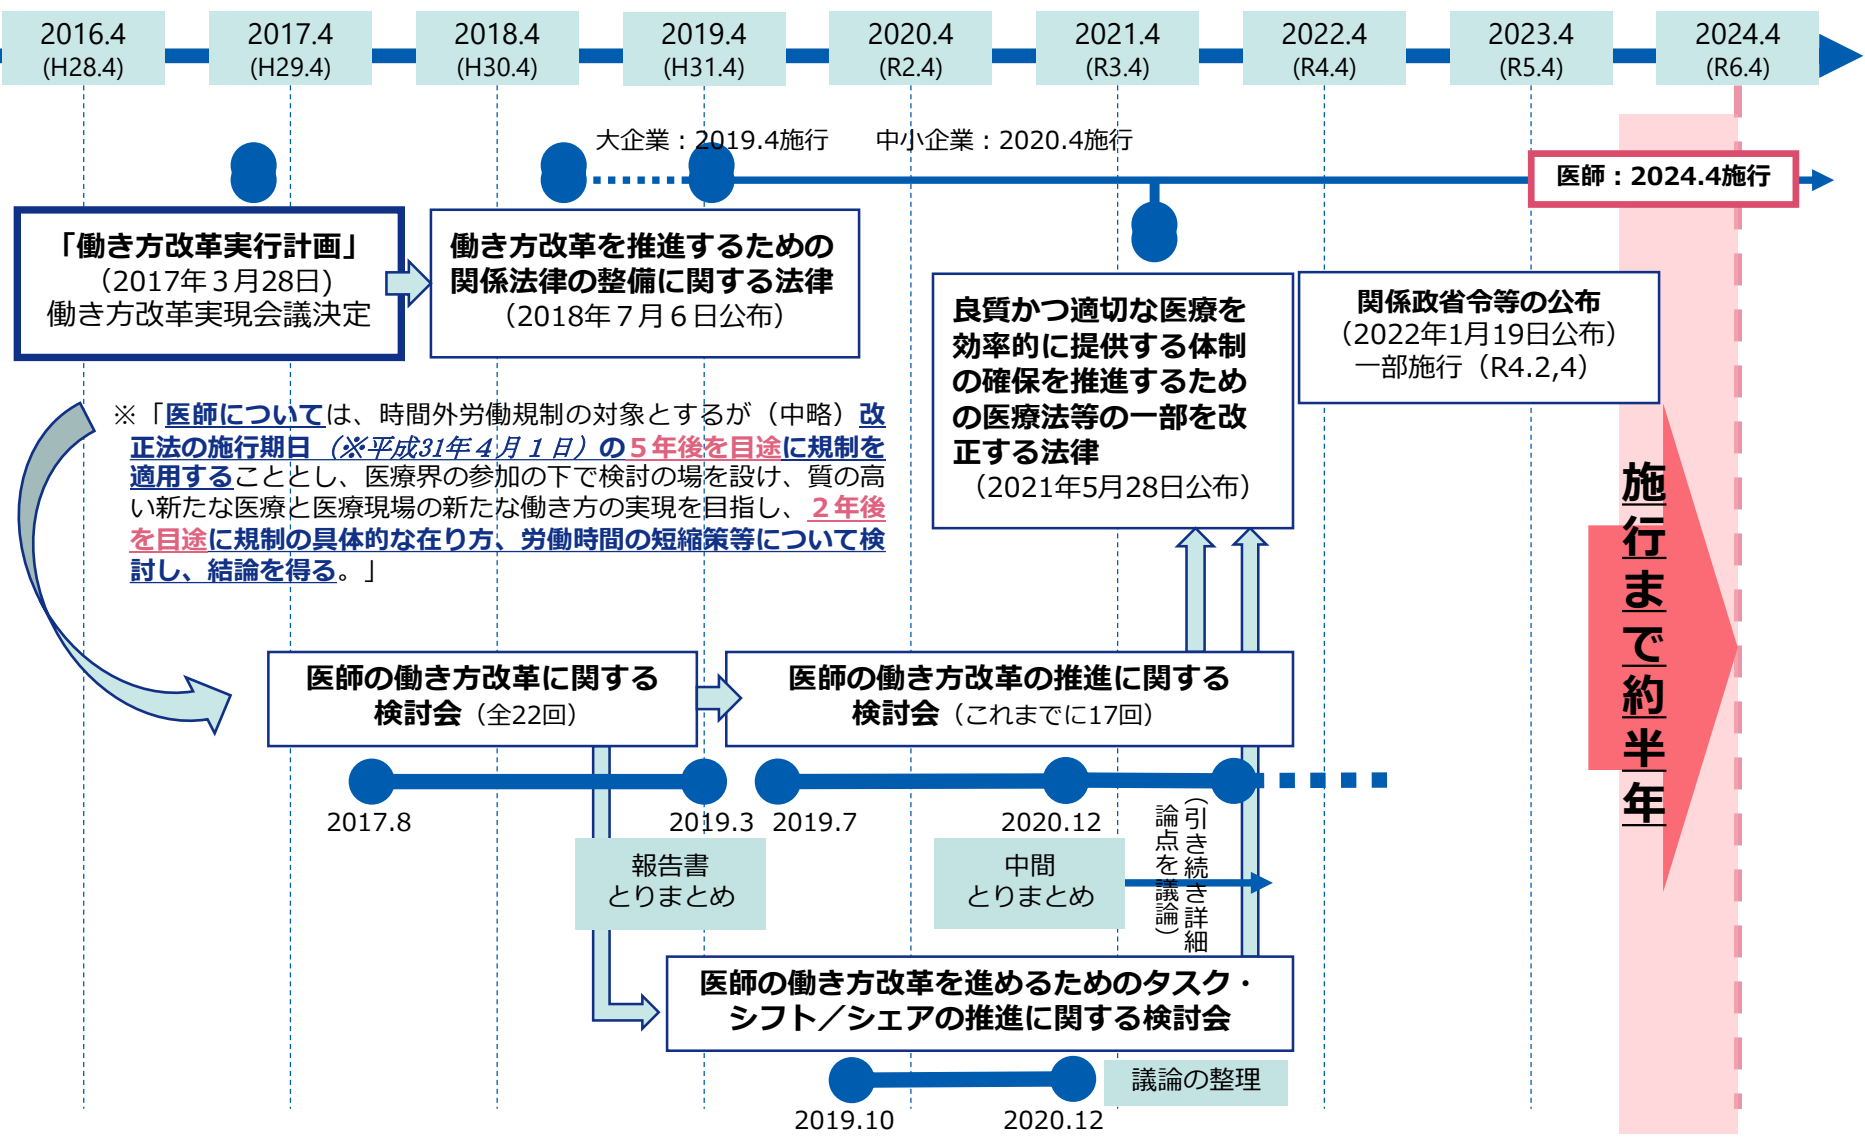 2016.4
(H28.4)
2017.4
(H29.4)
2018.4
(H30.4)
2019.4
(H31.4)
2020.4
(R2.4)
2021.4
(R3.4)
2022.4
(R4.4)
2023.4
(R5.4)
2024.4
(R6.4)
大企業：2019.4施行　　中小企業：2020.4施行
医師：2024.4施行
「働き方改革実行計画」
（2017年３月28日)
働き方改革実現会議決定
働き方改革を推進するための
関係法律の整備に関する法律
（2018年７月６日公布）
良質かつ適切な医療を
効率的に提供する体制
の確保を推進するため
の医療法等の一部を改
正する法律
（2021年5月28日公布）
関係政省令等の公布
（2022年1月19日公布）
一部施行（R4.2,4）
※「医師については、時間外労働規制の対象とするが（中略）改
正法の施行期日（※平成31年４月１日）の５年後を目途に規制を
適用することとし、医療界の参加の下で検討の場を設け、質の高
い新たな医療と医療現場の新たな働き方の実現を目指し、２年後
を目途に規制の具体的な在り方、労働時間の短縮策等について検
討し、結論を得る。」
施行まで約半年
医師の働き方改革に関する
検討会（全22回）
医師の働き方改革の推進に関する
検討会（これまでに17回）
2017.8
2019.3
2019.7
2020.12
（引き続き詳細
論点を議論）
報告書
とりまとめ
中間
とりまとめ
医師の働き方改革を進めるためのタスク・
シフト／シェアの推進に関する検討会
議論の整理
2019.10
2020.12